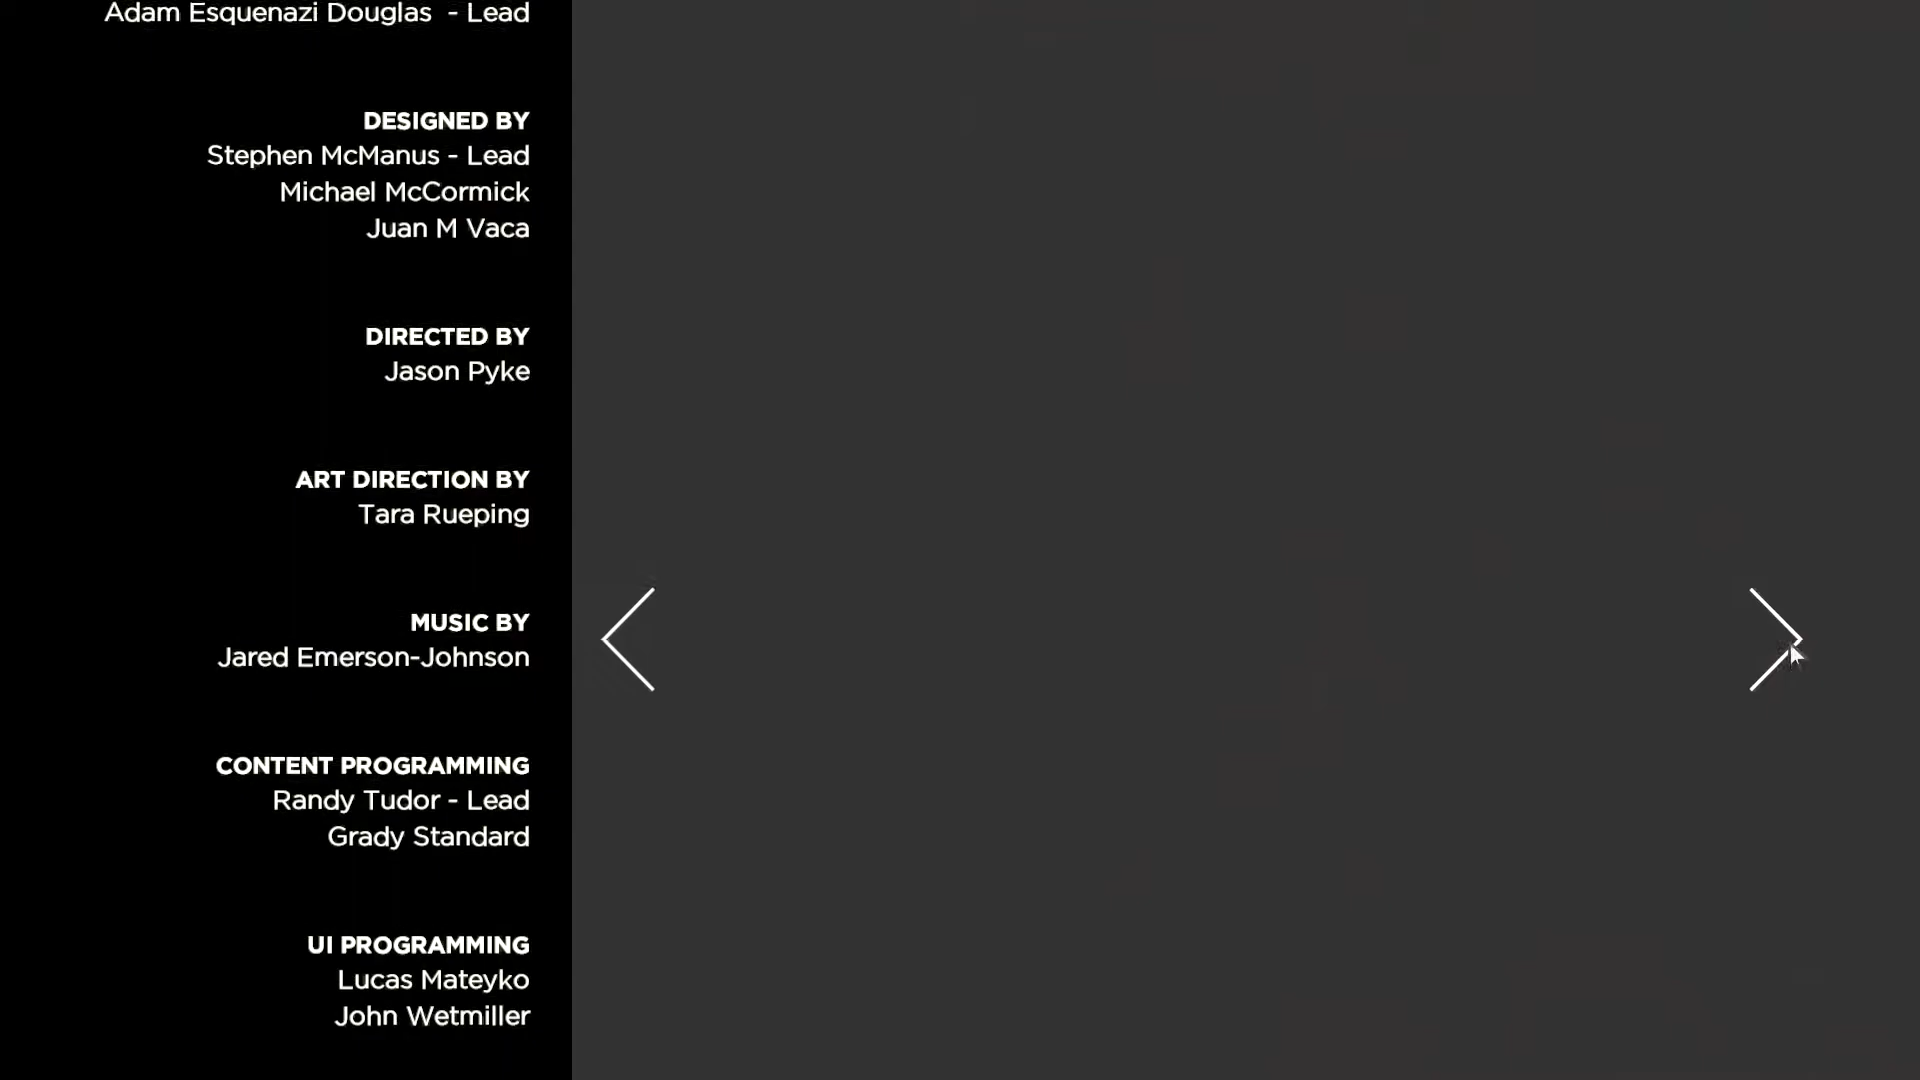 Adam Esquenazi Douglas - Lead
DESIGNED BY
Stephen McManus - Lead
Michael McCormick
Juan M Vaca
DIRECTED BY
Jason Pyke
ART DIRECTION BY
Tara Rueping
MUSIC BY
Jared Emerson-Johnson
CONTENT PROGRAMMING
Randy Tudor - Lead
Grady Standard
UI PROGRAMMING
Lucas Mateyko
John Wetmiller